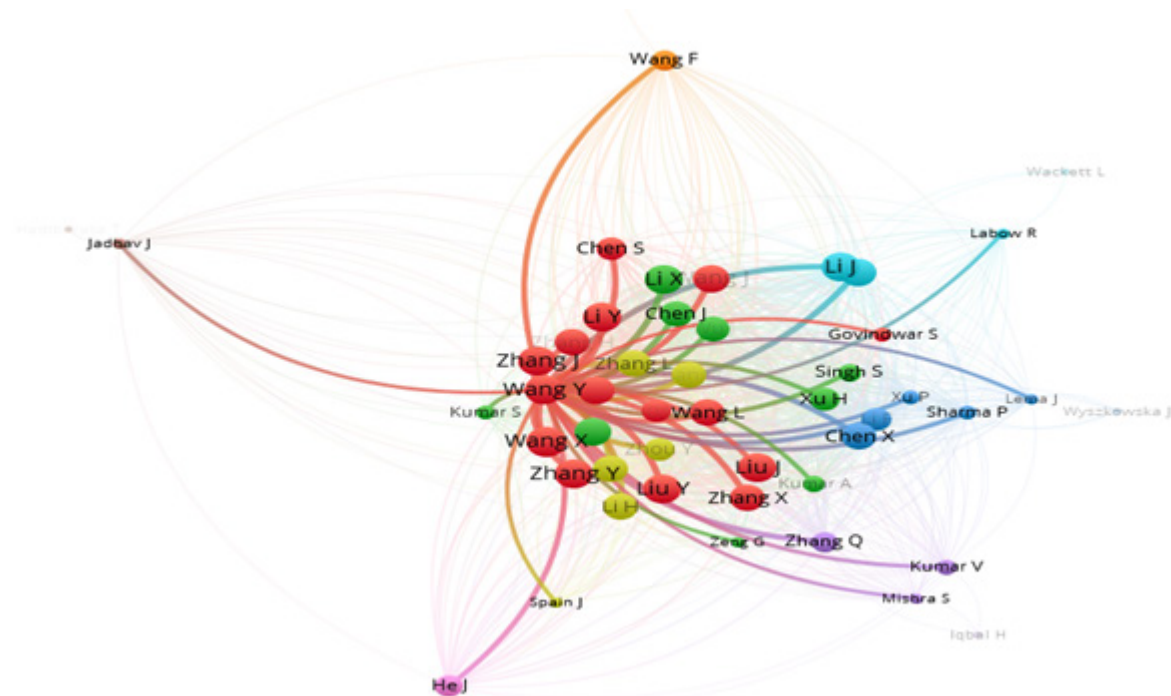 Wang F
Wackett L
Labow R
Jadhav J
Chen S
Li J
Li X
Chen J
Li Y
Govindwar S
Zhang J
Zhang L
Singh S
Wang Y
Xu H
Xu P
Lema J
Kumar S
Wang L
Sharma P
Wyszkowska J
Wang X
Chen X
Zhou Y
Zhang Y
Liu J
Kumar A
Liu Y
Zhang X
Li H
Zeng G
Zhang Q
Kumar V
Mishra S
Spain J
Iqbal H
He J